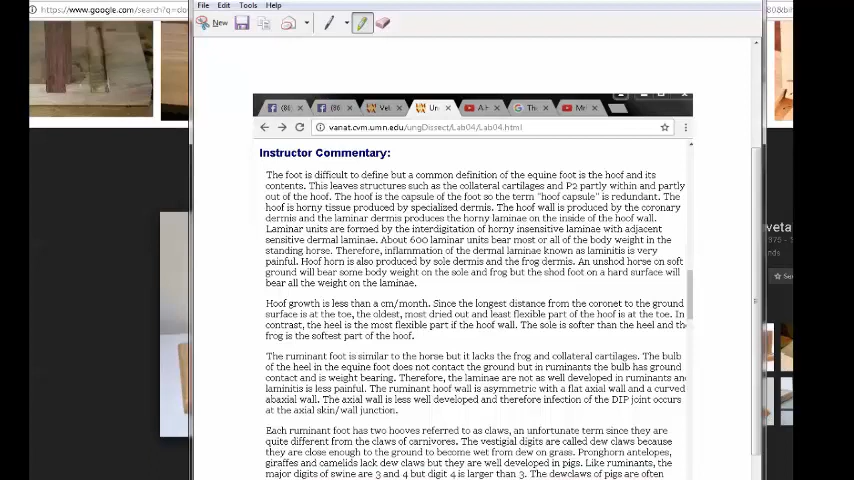 https://www.google.com/search?q=do
File Edit Tools Help
New
(80 (80 Vet Un A H Th Mr
vanat.cvm.umn.edu/ungDissect/Lab04/Lab04.html
Instructor Commentary:
The foot is difficult to define but a common definition of the equine foot is the hoof and its
contents. This leaves structures such as the collateral cartilages and P2 partly within and partly
out of the hoof. The hoof is the capsule of the foot so the term "hoof capsule" is redundant. The
hoof is horny tissue produced by specialized dermis. The hoof wall is produced by the coronary
dermis and the laminar dermis produces the horny laminae on the inside of the hoof wall.
Laminar units are formed by the interdigitation of horny insensitive laminae with adjacent
sensitive dermal laminae. About 600 laminar units bear most or all of the body weight in the
standing horse. Therefore, inflammation of the dermal laminae known as laminitis is very
painful. Hoof horn is also produced by sole dermis and the frog dermis. An unshod horse on soft
ground will bear some body weight on the sole and frog but the shod foot on a hard surface will
bear all the weight on the laminae.
Hoof growth is less than a cm/month. Since the longest distance from the coronet to the ground
surface is at the toe, the oldest, most dried out and least flexible part of the hoof is at the toe. In
contrast, the heel is the most flexible part if the hoof wall. The sole is softer than the heel and the
frog is the softest part of the hoof.
The ruminant foot is similar to the horse but it lacks the frog and collateral cartilages. The bulb
of the heel in the equine foot does not contact the ground but in ruminants the bulb has ground
contact and is weight bearing. Therefore, the laminae are not as well developed in ruminants and
laminitis is less painful. The ruminant hoof wall is asymmetric with a flat axial wall and a curved
abaxial wall. The axial wall is less well developed and therefore infection of the DIP joint occurs
at the axial skin/wall junction.
Each ruminant foot has two hooves referred to as claws, an unfortunate term since they are
quite different from the claws of carnivores. The vestigial digits are called dew claws because
they are close enough to the ground to become wet from dew on grass. Pronghorn antelopes,
giraffes and camelids lack dew claws but they are well developed in pigs. Like ruminants, the
major digits of swine are 3 and 4 but digit 4 is larger than 3. The dewclaws of pigs are often